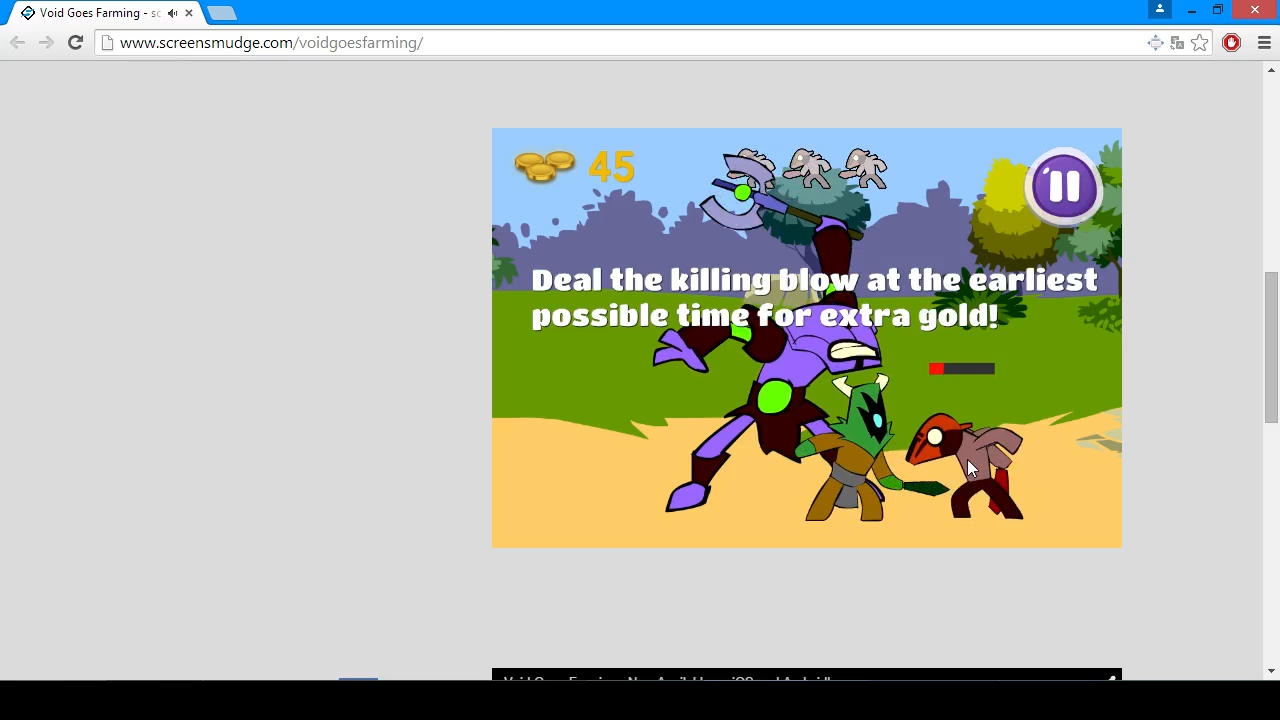 Void Goes Farming - sc
www.screensmudge.com/voidgoesfarming/
45
Deal the killing blow at the earliest
possible time for extra gold!